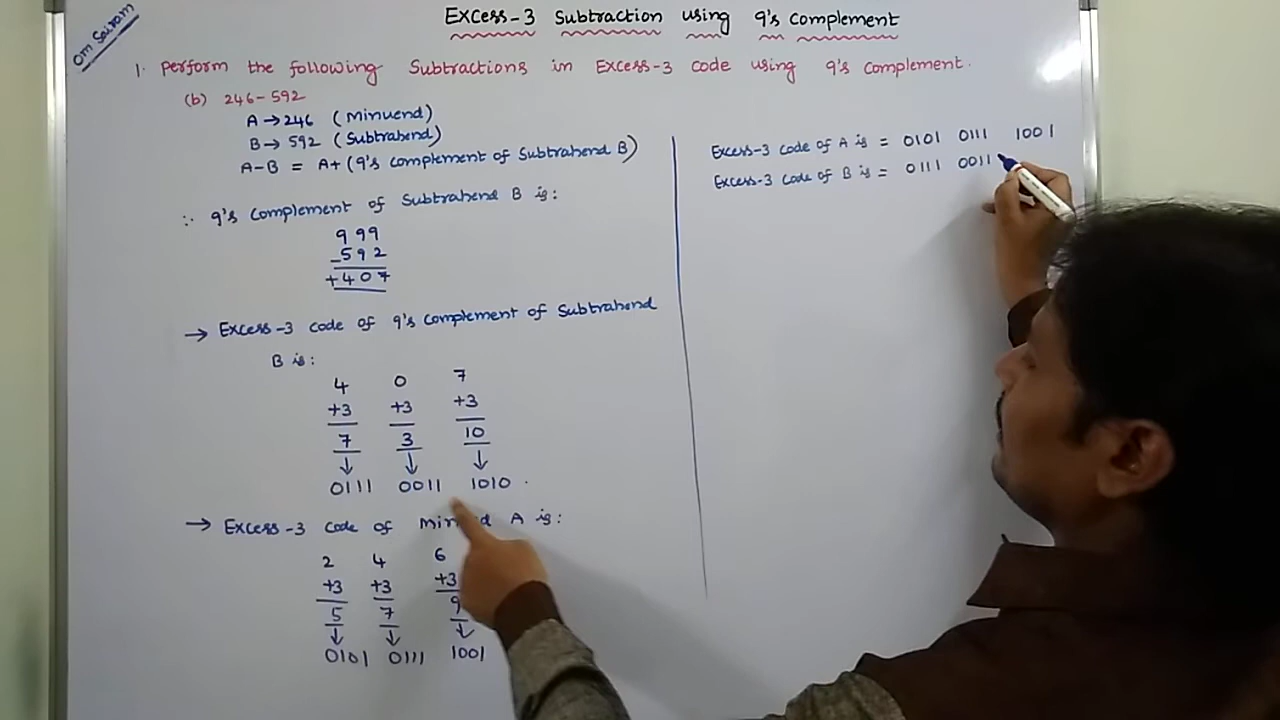 Om Sairam
Excess-3 Subtraction using 9's Complement
1. Perform the following Subtractions in Excess-3 code using 9's Complement.
(b) 246-592
A → 246 (Minuend)
B → 592 (Subtrahend)
A-B = A+(9's complement of Subtrahend B)
∵ 9's Complement of Subtrahend B is:
999
-592
+407
→ Excess-3 code of 9's complement of Subtrahend
B is:
4 0 7
+3 +3 +3
7 3 10
↓ ↓ ↓
0111 0011 1010.
→ Excess-3 code of A is:
2 4 6
+3 +3 +3
5 7 9
↓ ↓ ↓
0101 0111 1001
Excess-3 code of A is = 0101 0111 1001
Excess-3 code of B is = 0111 0011